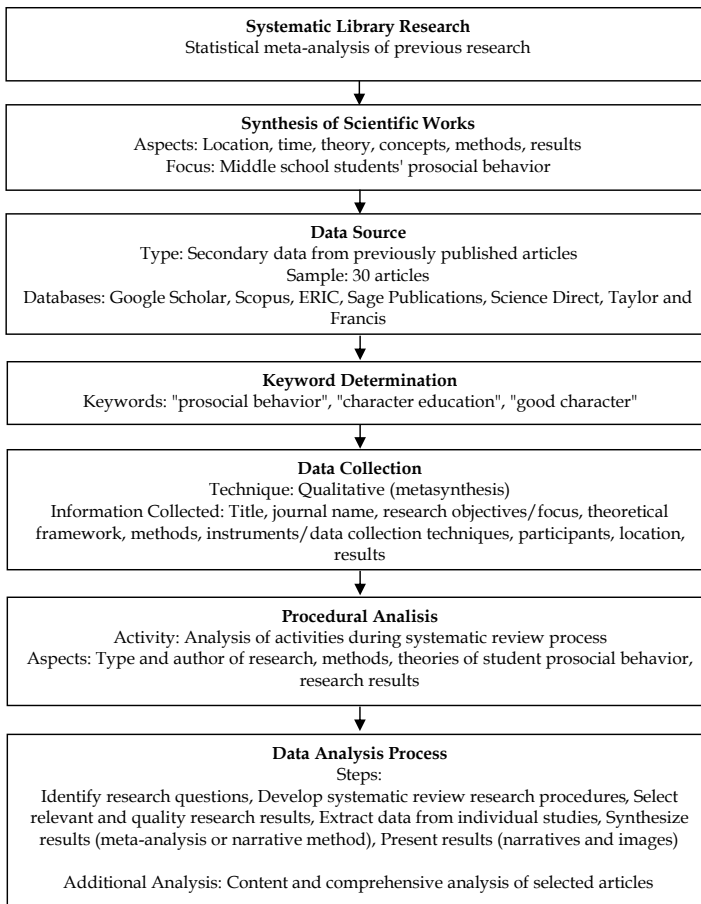 Systematic Library Research
Statistical meta-analysis of previous research
Synthesis of Scientific Works
Aspects: Location, time, theory, concepts, methods, results
Focus: Middle school students' prosocial behavior
Data Source
Type: Secondary data from previously published articles
Sample: 30 articles
Databases: Google Scholar, Scopus, ERIC, Sage Publications, Science Direct, Taylor and
Francis
Keyword Determination
Keywords: "prosocial behavior", "character education", "good character"
Data Collection
Technique: Qualitative (metasynthesis)
Information Collected: Title, journal name, research objectives/focus, theoretical
framework, methods, instruments/data collection techniques, participants, location,
results
Procedural Analisis
Activity: Analysis of activities during systematic review process
Aspects: Type and author of research, methods, theories of student prosocial behavior,
research results
Data Analysis Process
Steps:
Identify research questions, Develop systematic review research procedures, Select
relevant and quality research results, Extract data from individual studies, Synthesize
results (meta-analysis or narrative method), Present results (narratives and images)
Additional Analysis: Content and comprehensive analysis of selected articles